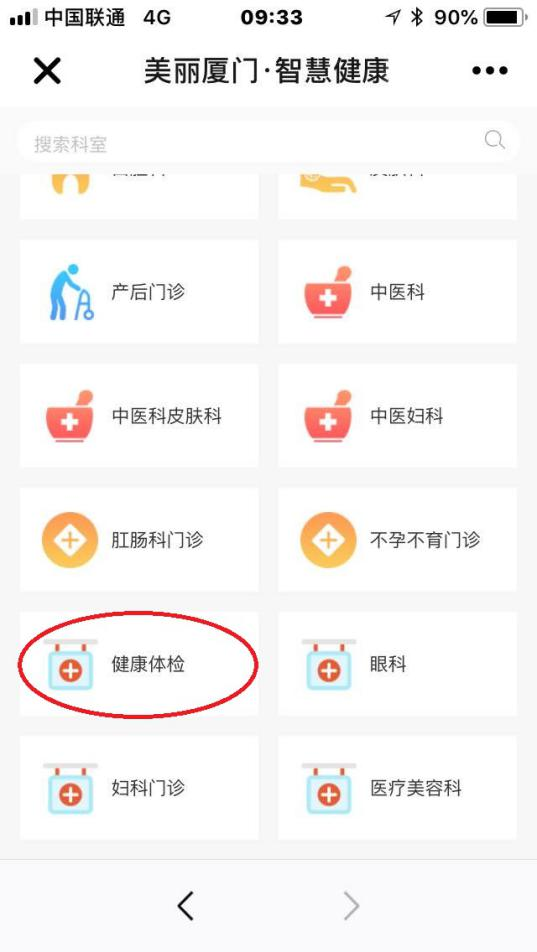 中国联通 4G 09:33 90%
美丽厦门·智慧健康
搜索科室
产后门诊 中医科
中医科皮肤科 中医妇科
肛肠科门诊 不孕不育门诊
健康体检 眼科
妇科门诊 医疗美容科